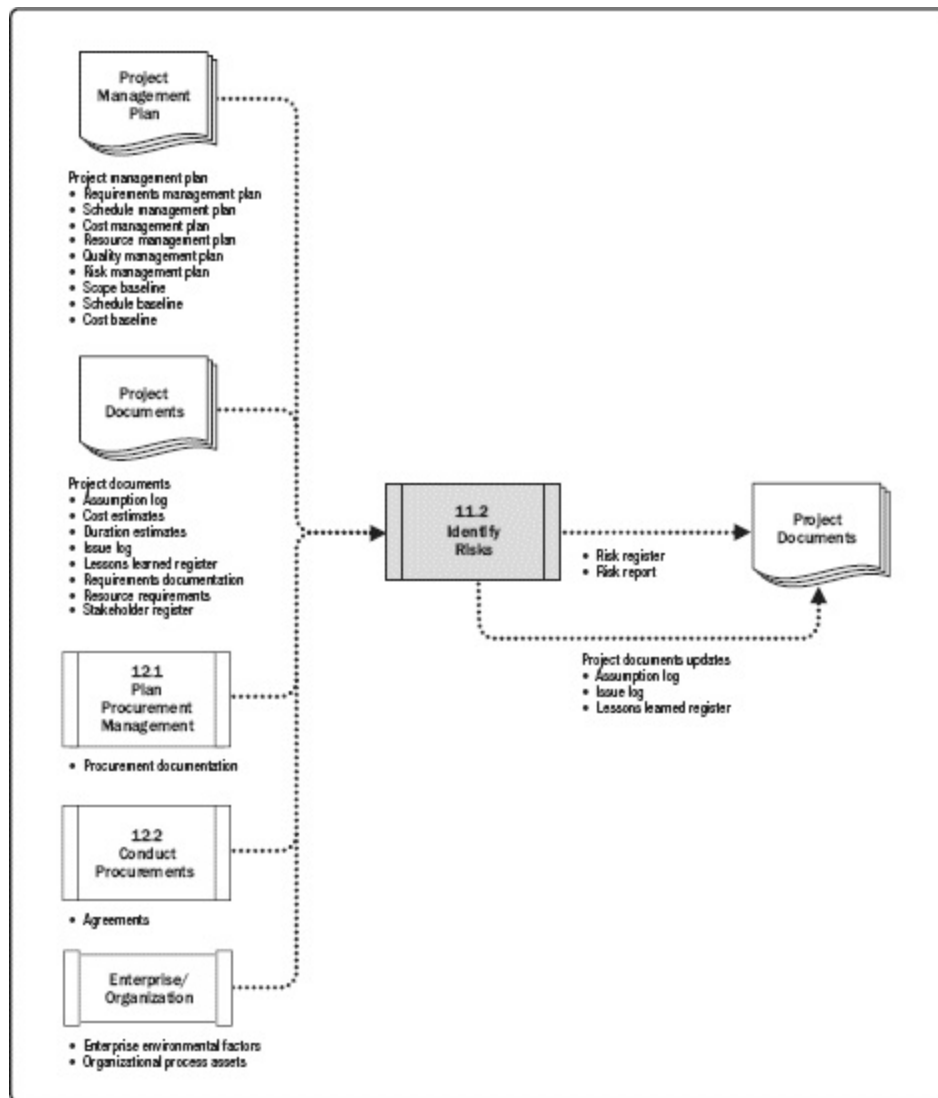 Project
Management
Plan
Project management plan
• Requirements management plan
• Schedule management plan
• Cost management plan
• Resource management plan
• Quality management plan
• Risk management plan
• Scope baseline
• Schedule baseline
• Cost baseline
Project
Documents
Project documents
• Assumption log
• Cost estimates
• Duration estimates
• Issue log
• Lessons learned register
• Requirements documentation
• Resource requirements
• Stakeholder register
12.1
Plan
Procurement
Management
• Procurement documentation
12.2
Conduct
Procurements
• Agreements
Enterprise/
Organization
• Enterprise environmental factors
• Organizational process assets
11.2
Identify
Risks
• Risk register
• Risk report
Project
Documents
Project documents updates
• Assumption log
• Issue log
• Lessons learned register